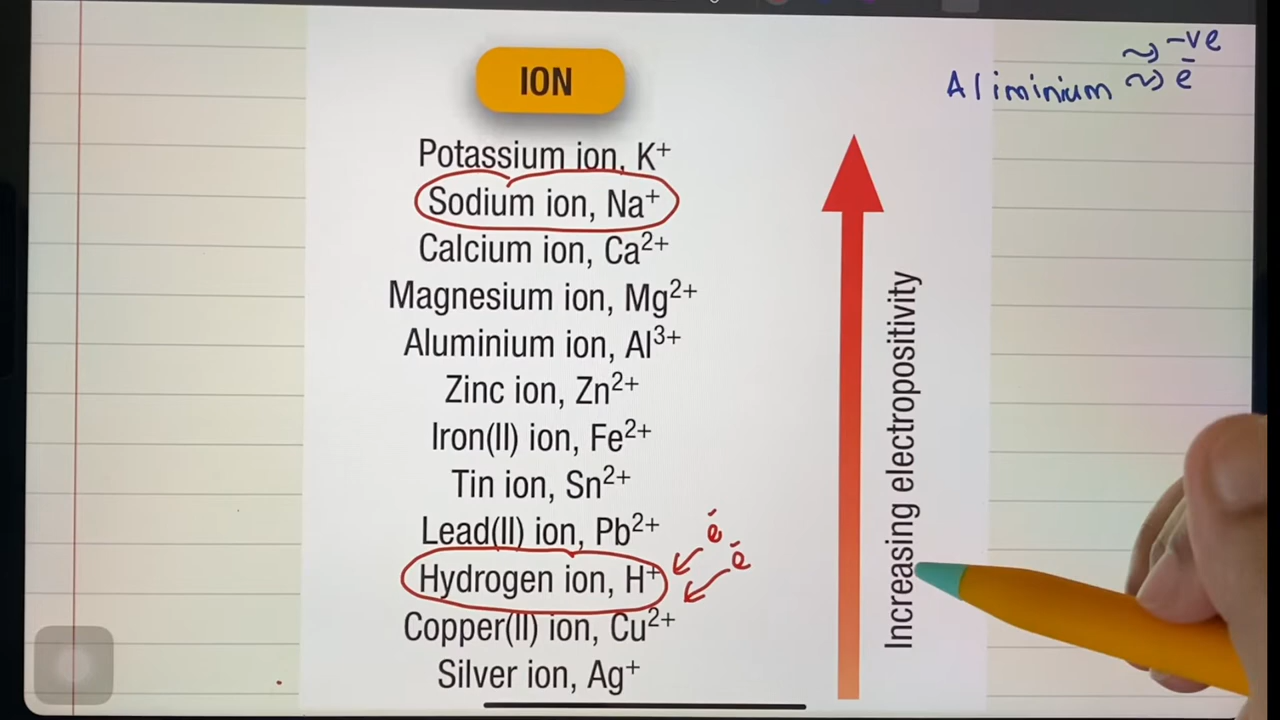 ION
-ve
Aliminium ~> ē
Potassium ion, K⁺
Sodium ion, Na⁺
Calcium ion, Ca²⁺
Magnesium ion, Mg²⁺
Aluminium ion, Al³⁺
Zinc ion, Zn²⁺
Iron(II) ion, Fe²⁺
Tin ion, Sn²⁺
Lead(II) ion, Pb²⁺
ē
ē
Hydrogen ion, H⁺
Copper(II) ion, Cu²⁺
Silver ion, Ag⁺
Increasing electropositivity